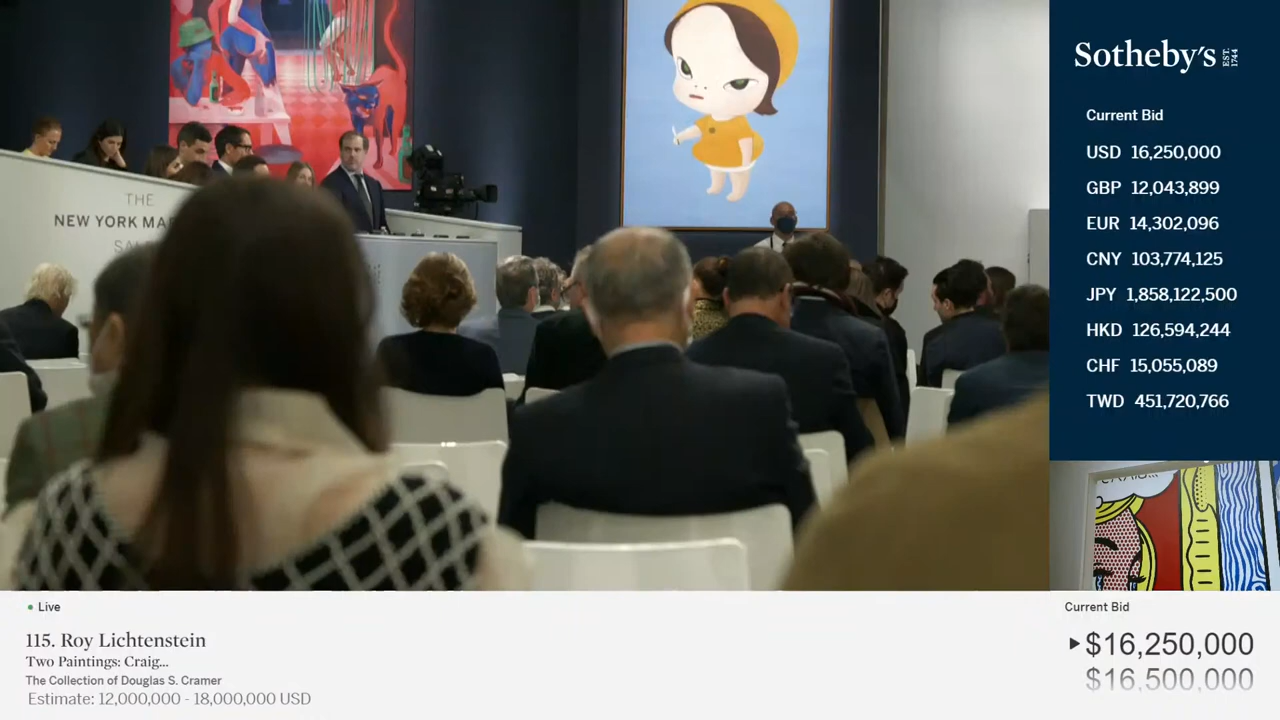 THE
NEW YORK MA
SAL
Sotheby's EST. 1744
Current Bid
USD 16,250,000
GBP 12,043,899
EUR 14,302,096
CNY 103,774,125
JPY 1,858,122,500
HKD 126,594,244
CHF 15,055,089
TWD 451,720,766
CRAIG...
• Live
115. Roy Lichtenstein
Two Paintings: Craig...
The Collection of Douglas S. Cramer
Estimate: 12,000,000 - 18,000,000 USD
Current Bid
$16,250,000
$16,500,000